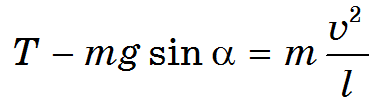 T − mg sin α = m v²/l